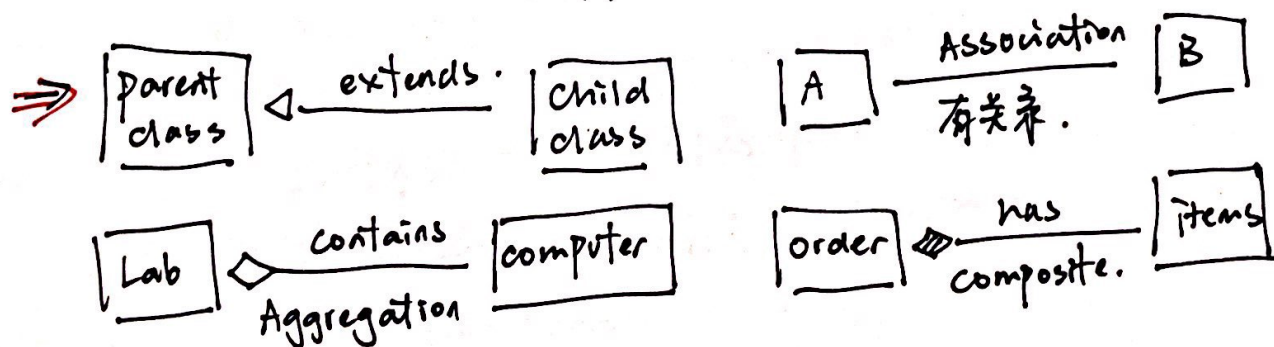 parent
class
extends.
child
class
A
Association
有关系.
B
Lab
contains
Aggregation
computer
order
has
composite.
items